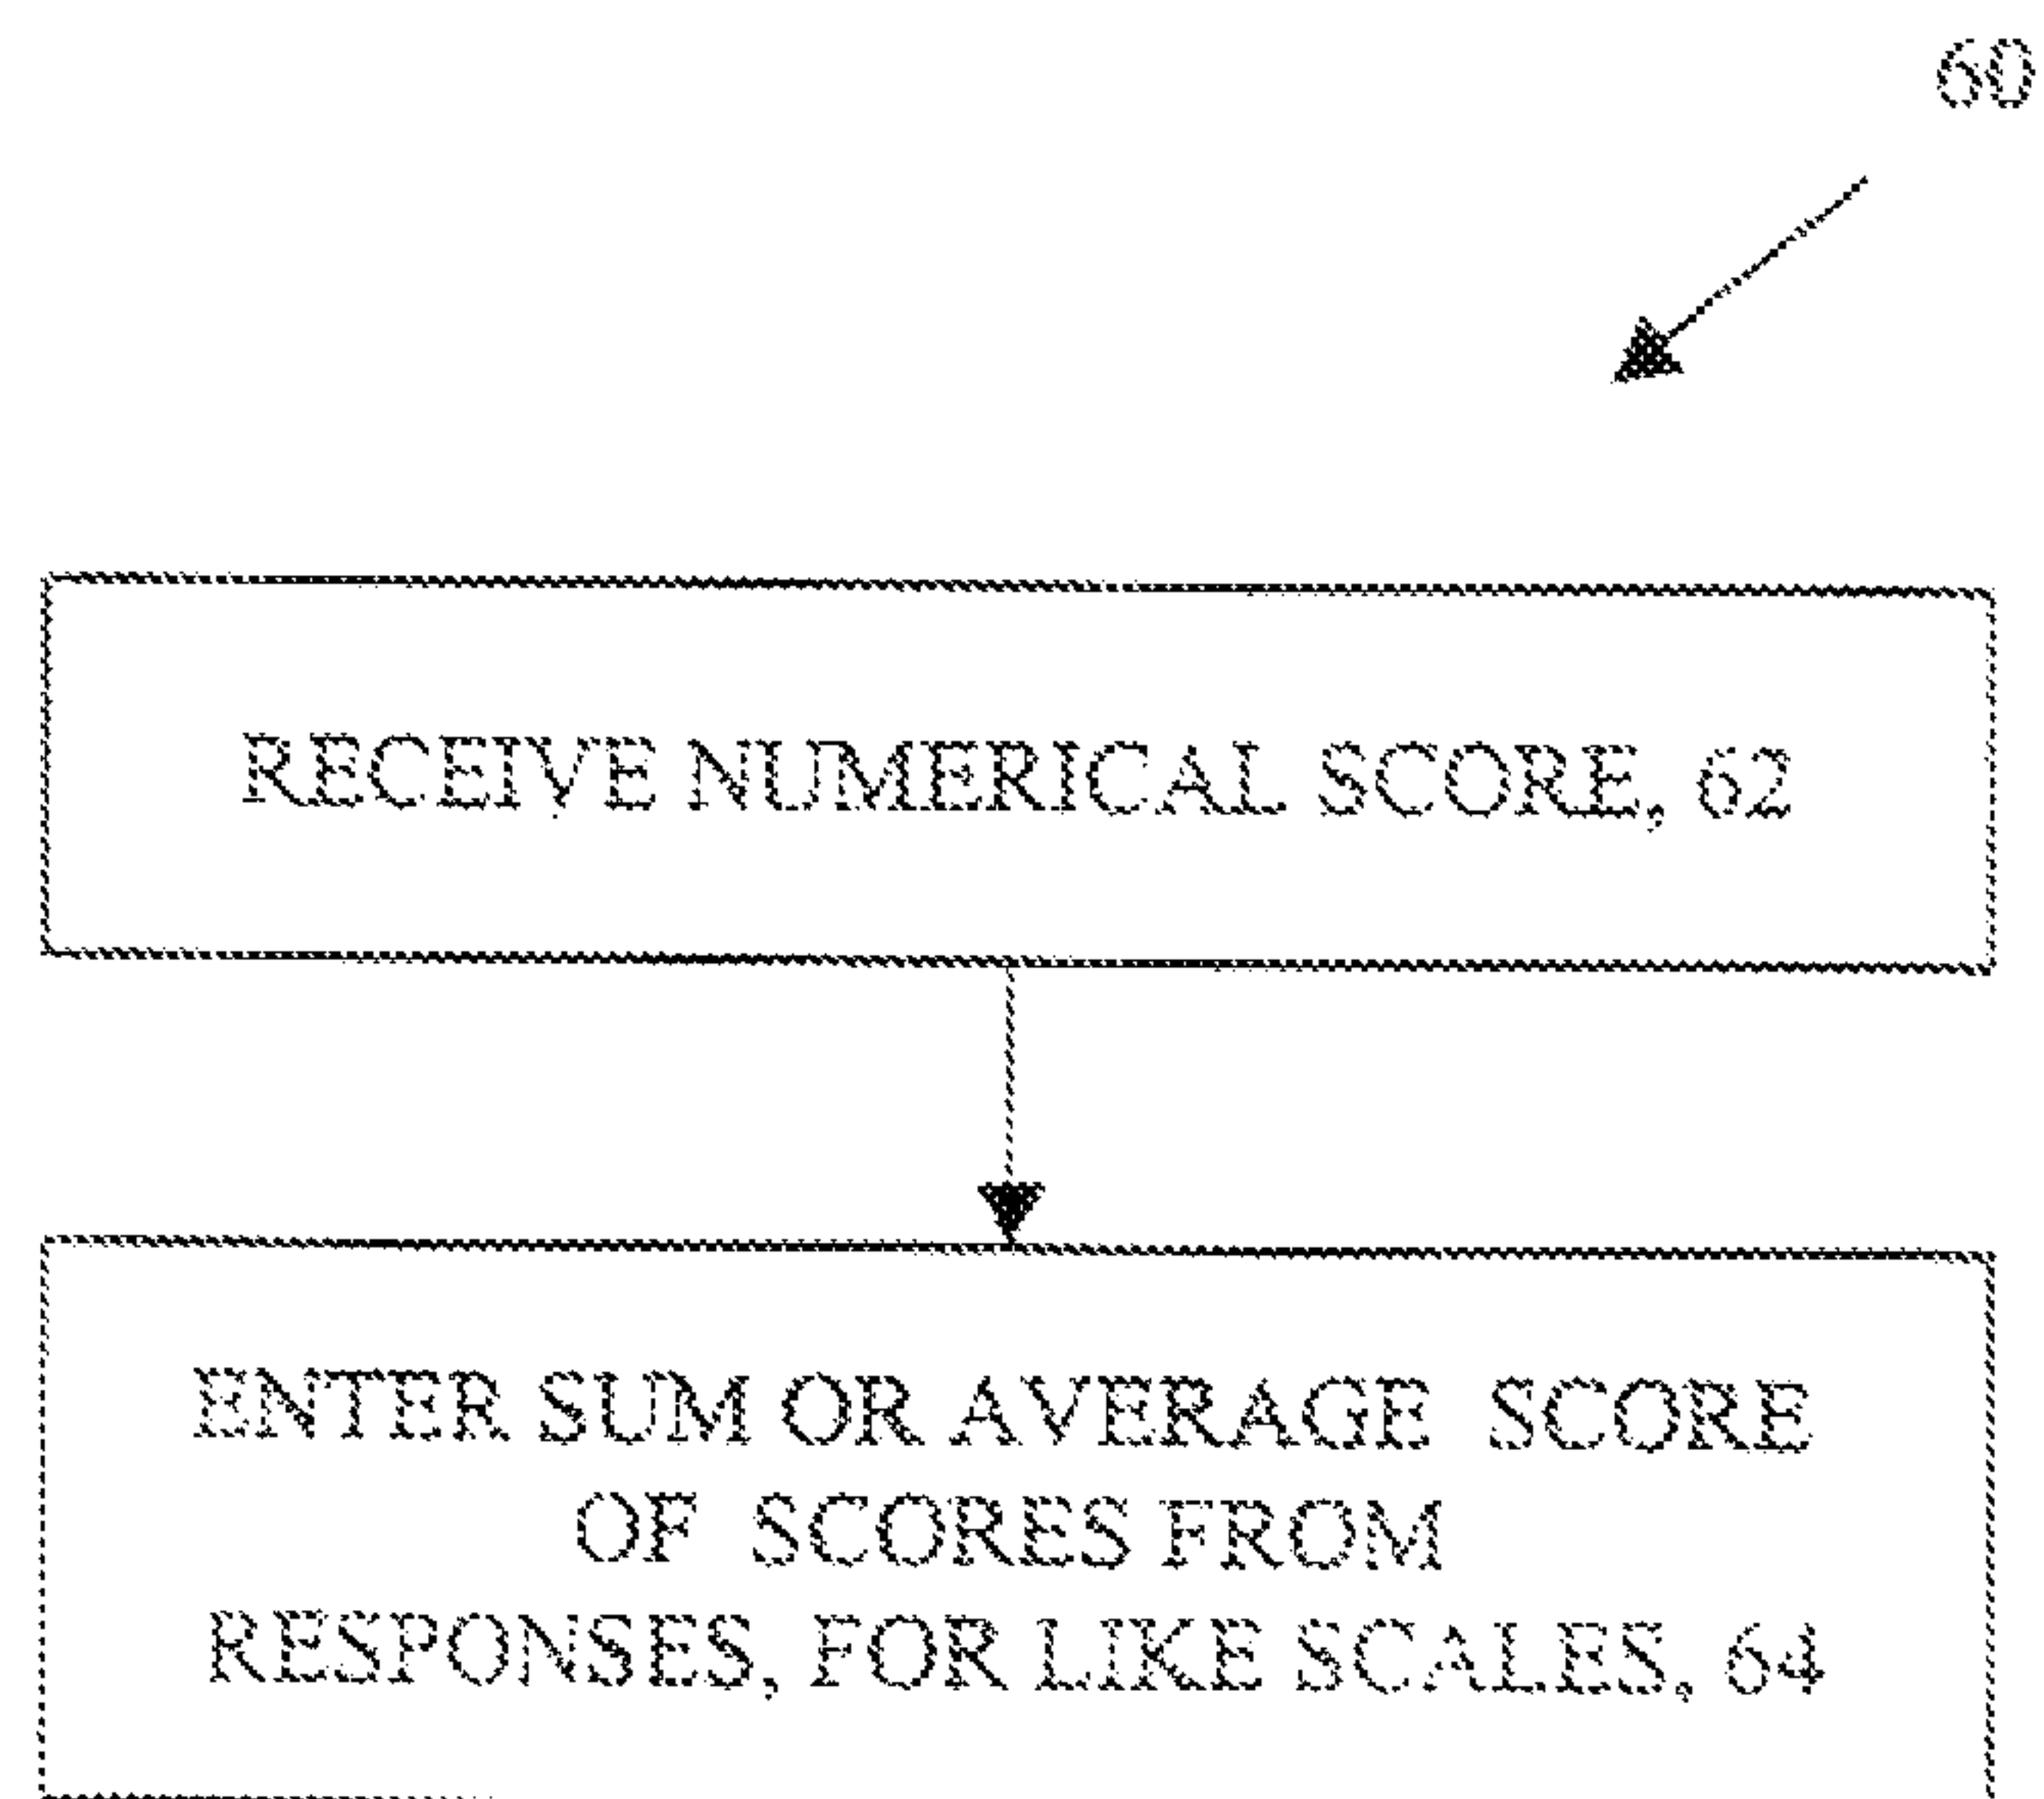 60
RECEIVE NUMERICAL SCORE, 62
ENTER SUM OR AVERAGE SCORE
OF SCORES FROM
RESPONSES, FOR LIKE SCALES, 64